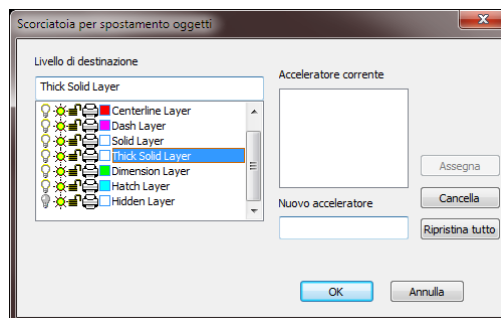 Scorciatoia per spostamento oggetti
Livello di destinazione
Thick Solid Layer
Centerline Layer
Dash Layer
Solid Layer
Thick Solid Layer
Dimension Layer
Hatch Layer
Hidden Layer
Acceleratore corrente
Nuovo acceleratore
Assegna
Cancella
Ripristina tutto
OK
Annulla